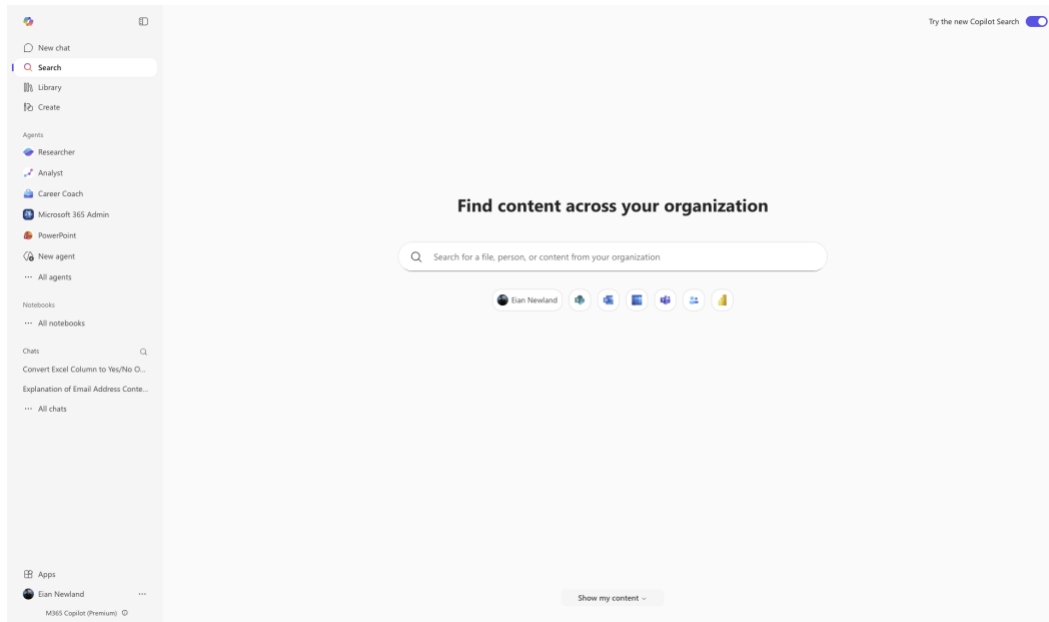 Try the new Copilot Search
New chat
Search
Library
Create
Agents
Researcher
Analyst
Career Coach
Microsoft 365 Admin
PowerPoint
New agent
All agents
Notebooks
All notebooks
Chats
Convert Excel Column to Yes/No O...
Explanation of Email Address Conte...
All chats
Apps
Eian Newland
M365 Copilot (Premium)
Find content across your organization
Search for a file, person, or content from your organization
Eian Newland
Show my content